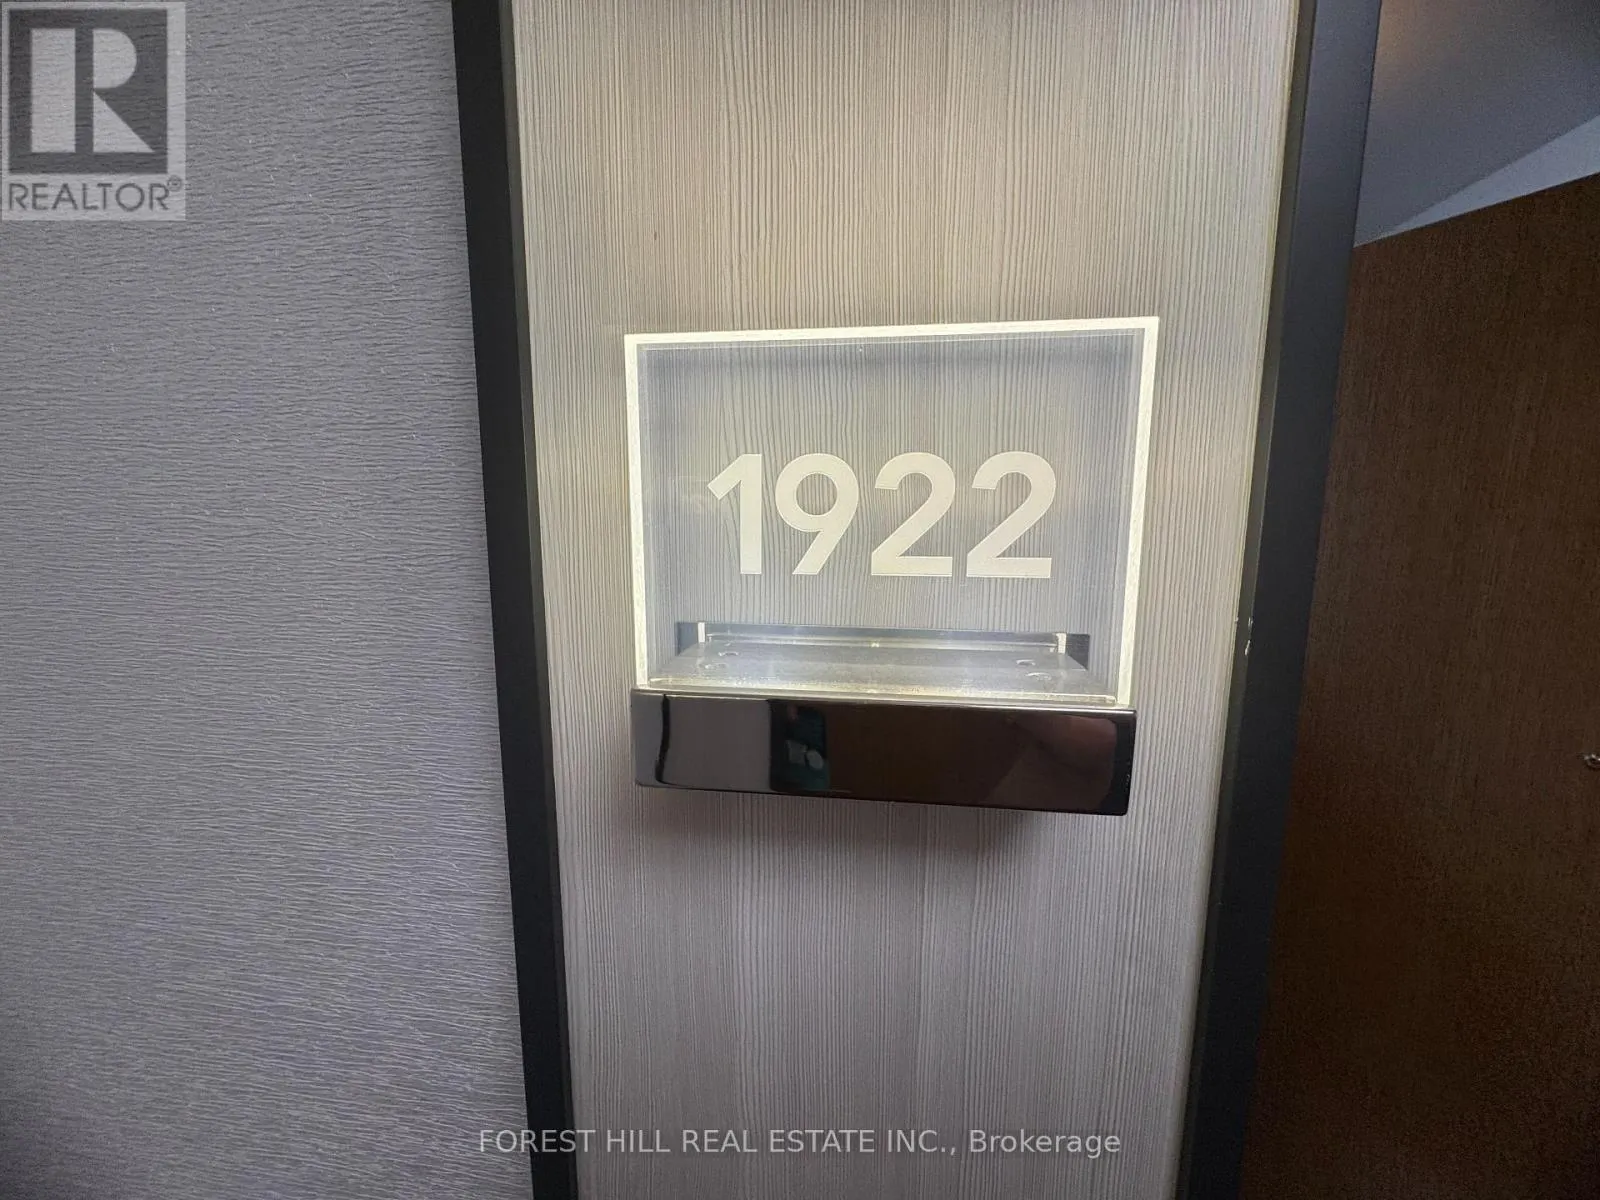 R
REALTOR®
1922
FOREST HILL REAL ESTATE INC., Brokerage